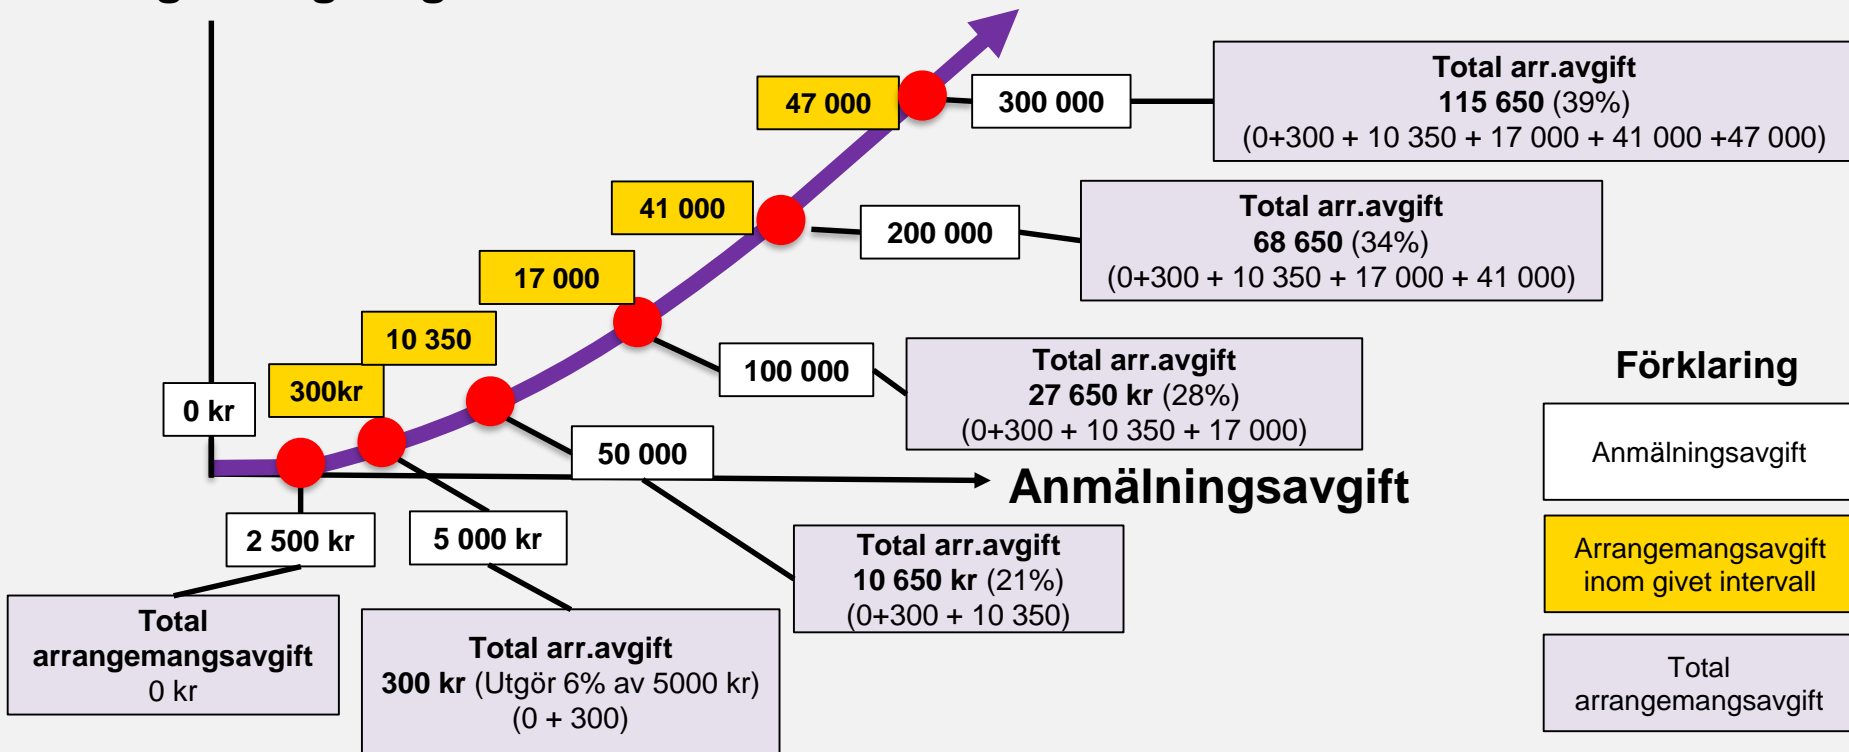 47 000
300 000
Total arr.avgift
115 650 (39%)
(0+300 + 10 350 + 17 000 + 41 000 +47 000)
41 000
200 000
Total arr.avgift
68 650 (34%)
(0+300 + 10 350 + 17 000 + 41 000)
17 000
10 350
100 000
Total arr.avgift
27 650 kr (28%)
(0+300 + 10 350 + 17 000)
300kr
0 kr
50 000
Anmälningsavgift
2 500 kr
5 000 kr
Total arr.avgift
10 650 kr (21%)
(0+300 + 10 350)
Total
arrangemangsavgift
0 kr
Total arr.avgift
300 kr (Utgör 6% av 5000 kr)
(0 + 300)
Förklaring
Anmälningsavgift
Arrangemangsavgift
inom givet intervall
Total
arrangemangsavgift